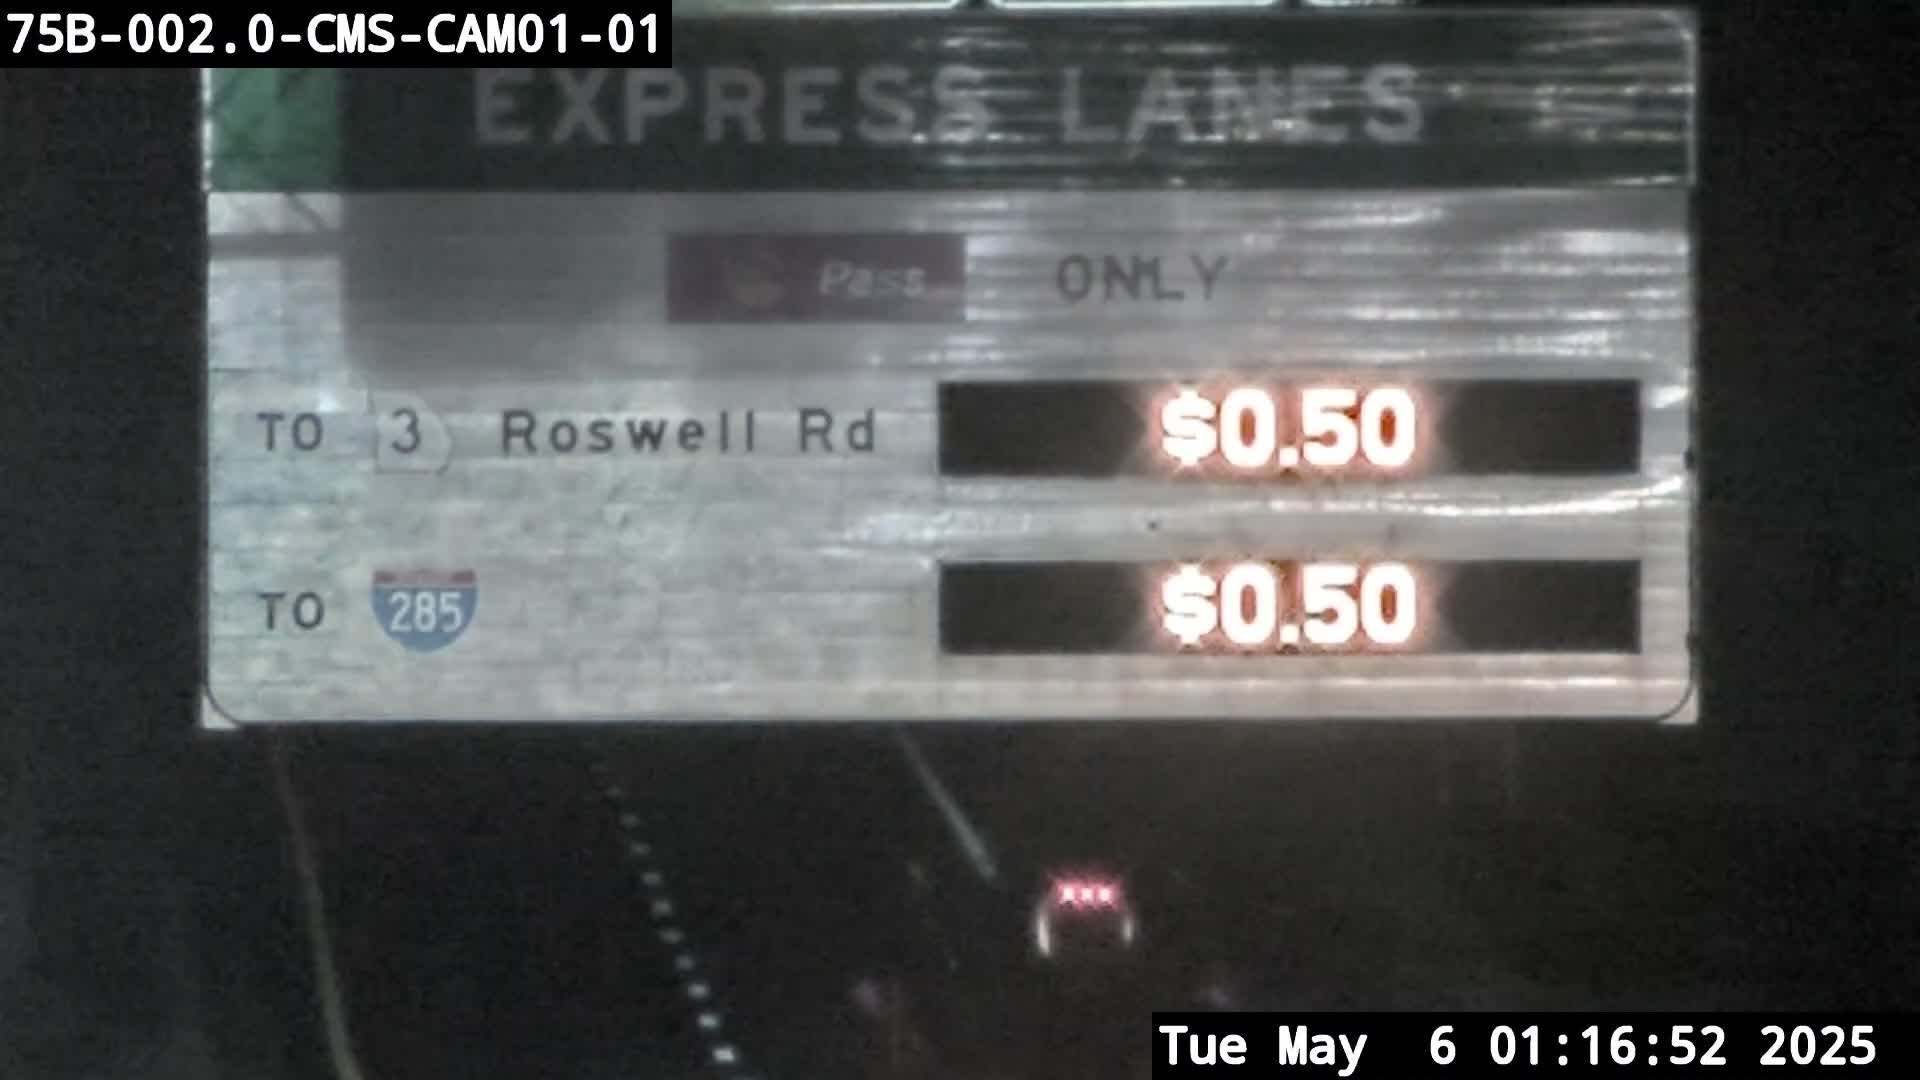 75B-002.0-CMS-CAM01-01
EXPRESS LANES
Pass ONLY
TO 3 Roswell Rd $0.50
TO 285 $0.50
Tue May 6 01:16:52 2025